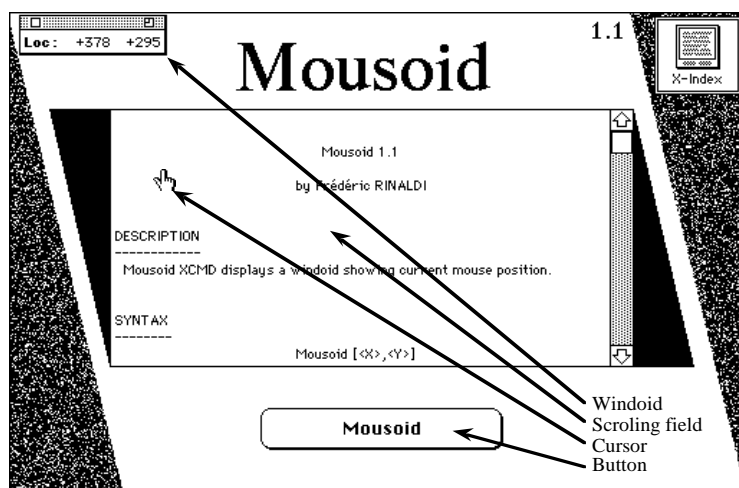 Loc: +378 +295
1.1
Mousoid
X-Index
Mousoid 1.1
by Frédéric RINALDI
DESCRIPTION
------------
Mousoid XCMD displays a windoid showing current mouse position.
SYNTAX
--------
Mousoid [<X>,<Y>]
Mousoid
Windoid
Scroling field
Cursor
Button